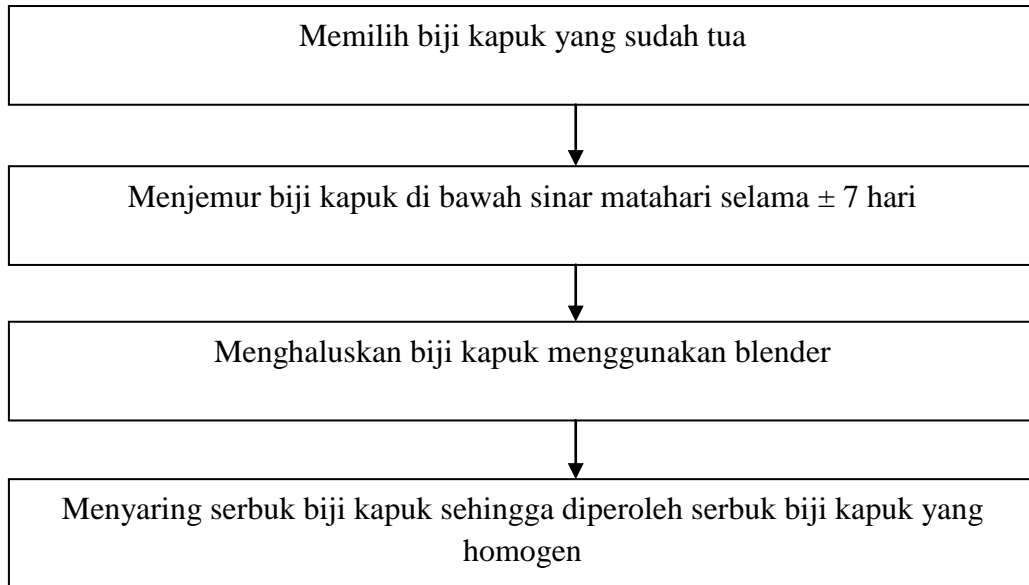 Memilih biji kapuk yang sudah tua
Menjemur biji kapuk di bawah sinar matahari selama ± 7 hari
Menghaluskan biji kapuk menggunakan blender
Menyaring serbuk biji kapuk sehingga diperoleh serbuk biji kapuk yang
homogen